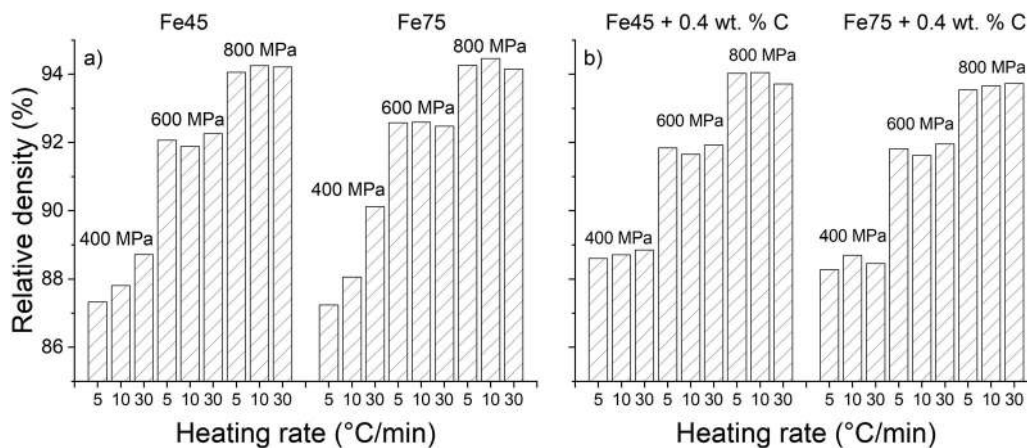 Fe45 Fe75 Fe45 + 0.4 wt. % C Fe75 + 0.4 wt. % C
a) 800 MPa 800 MPa b) 800 MPa 800 MPa
600 MPa 600 MPa 600 MPa 600 MPa
400 MPa 400 MPa 400 MPa 400 MPa
Relative density (%)
94
92
90
88
86
5 10 30 5 10 30 5 10 30 5 10 30 5 10 30 5 10 30 5 10 30 5 10 30 5 10 30 5 10 30 5 10 30 5 10 30
Heating rate (°C/min) Heating rate (°C/min)